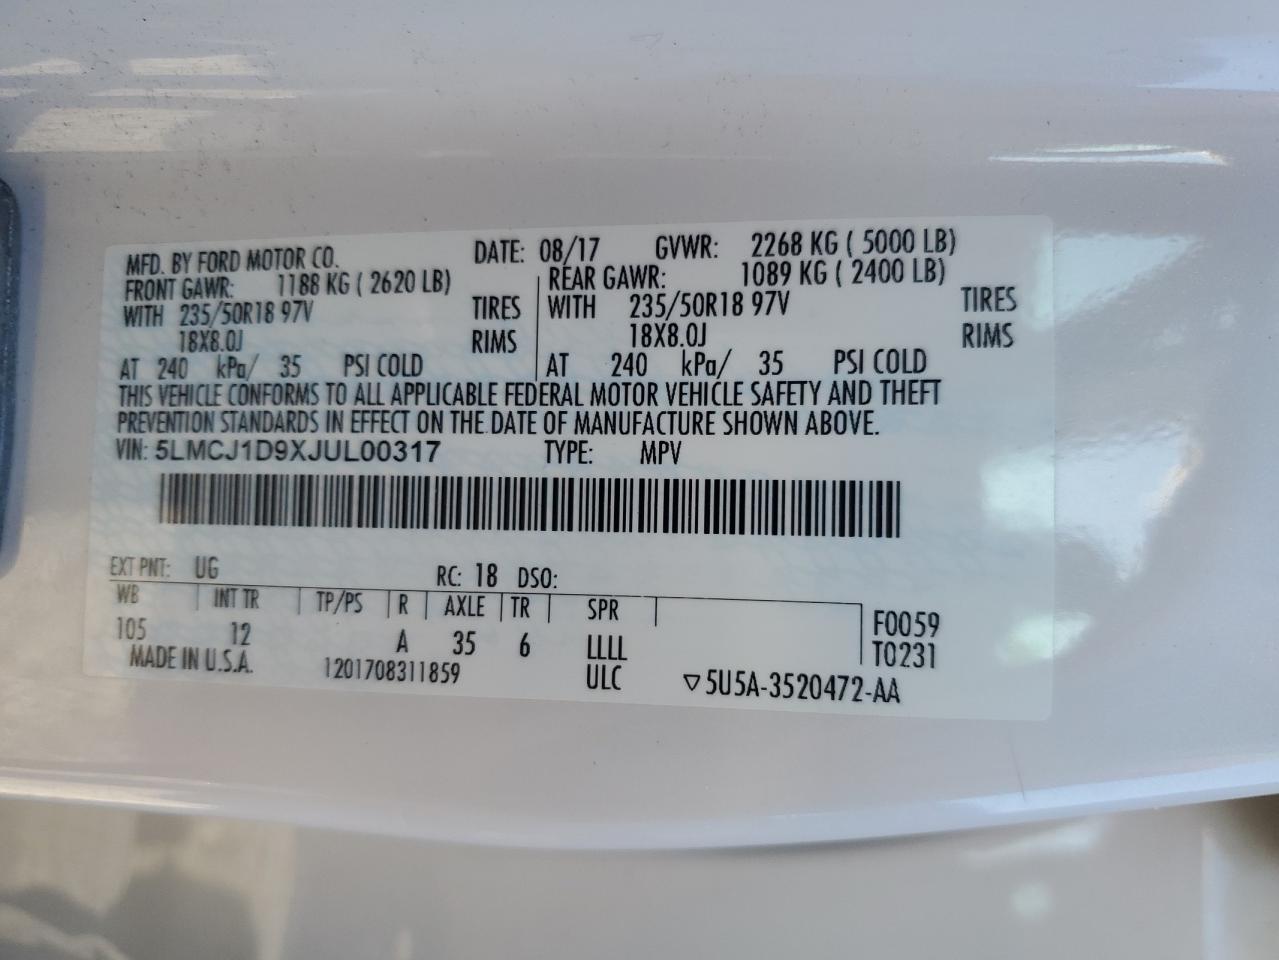 MFD. BY FORD MOTOR CO. DATE: 08/17 GVWR: 2268 KG ( 5000 LB)
FRONT GAWR: 1188 KG ( 2620 LB) REAR GAWR: 1089 KG ( 2400 LB)
WITH 235/50R18 97V TIRES WITH 235/50R18 97V TIRES
18X8.0J RIMS 18X8.0J RIMS
AT 240 kPa/ 35 PSI COLD AT 240 kPa/ 35 PSI COLD
THIS VEHICLE CONFORMS TO ALL APPLICABLE FEDERAL MOTOR VEHICLE SAFETY AND THEFT
PREVENTION STANDARDS IN EFFECT ON THE DATE OF MANUFACTURE SHOWN ABOVE.
VIN: 5LMCJ1D9XJUL00317 TYPE: MPV
EXT PNT: UG RC: 18 DSO:
WB INT TR TP/PS R AXLE TR SPR F0059
105 12 A 35 6 LLLL T0231
MADE IN U.S.A. 1201708311859 ULC ▽5U5A-3520472-AA